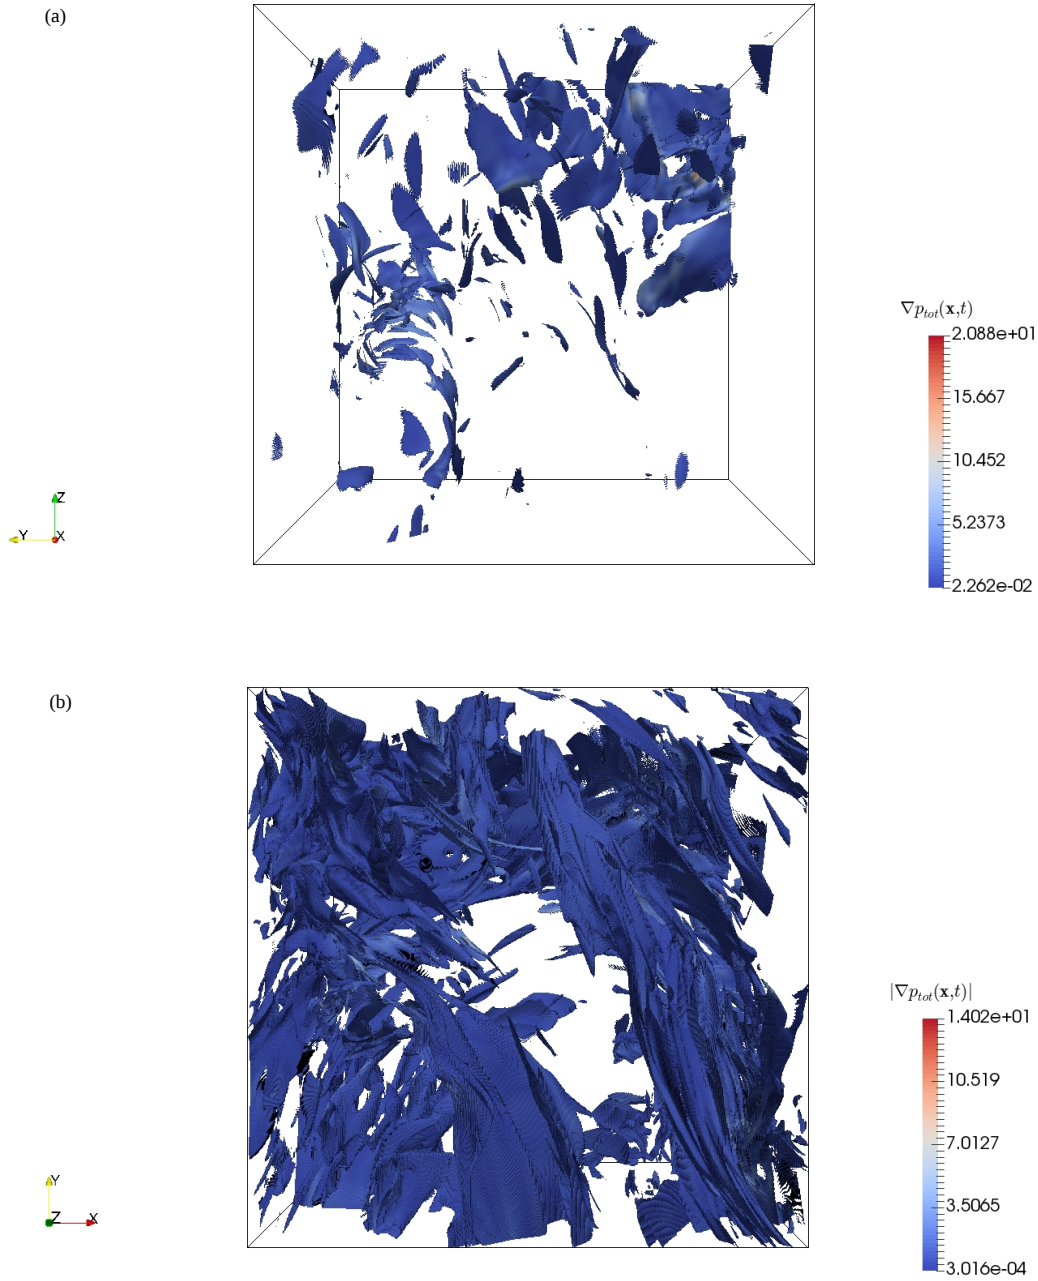 (a)
∇p_tot(x,t)
2.088e+01
15.667
10.452
5.2373
2.262e-02
Z
Y X
(b)
|∇p_tot(x,t)|
1.402e+01
10.519
7.0127
3.5065
3.016e-04
Y
Z X